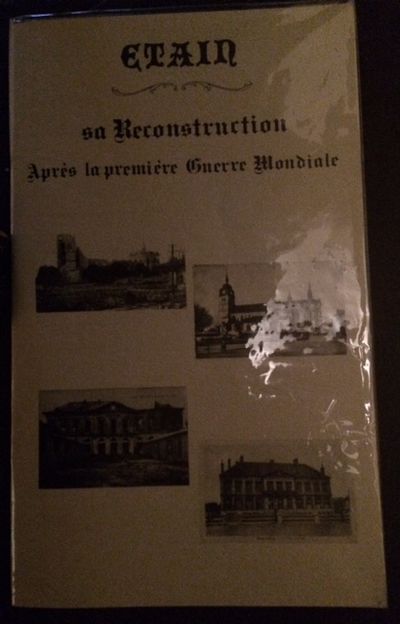 ETAIN
sa Reconstruction
Après la première Guerre Mondiale